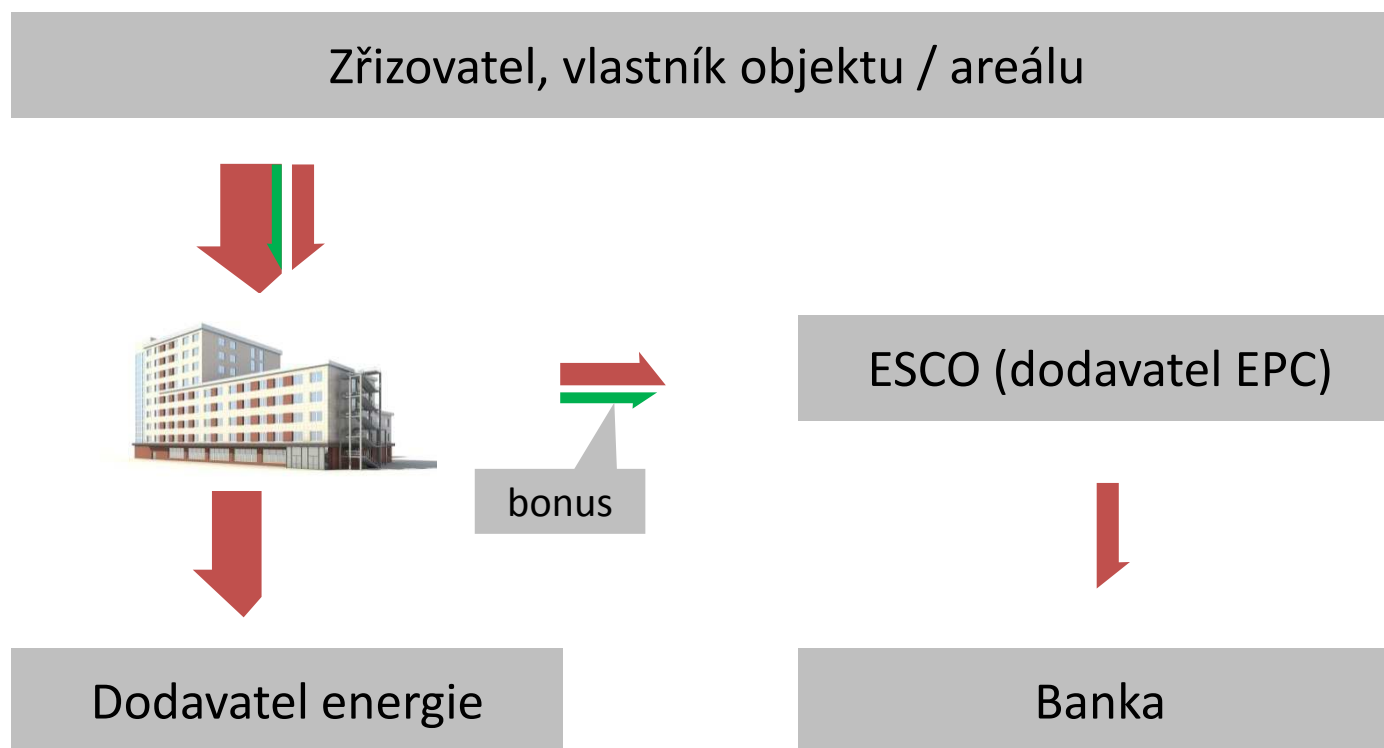 Zřizovatel, vlastník objektu / areálu
ESCO (dodavatel EPC)
bonus
Dodavatel energie
Banka